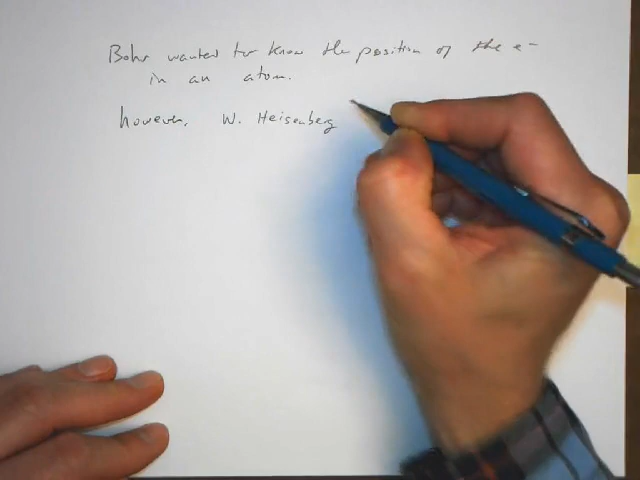 Bohr wanted to know the position of the e-
in an atom.
however, W. Heisenberg